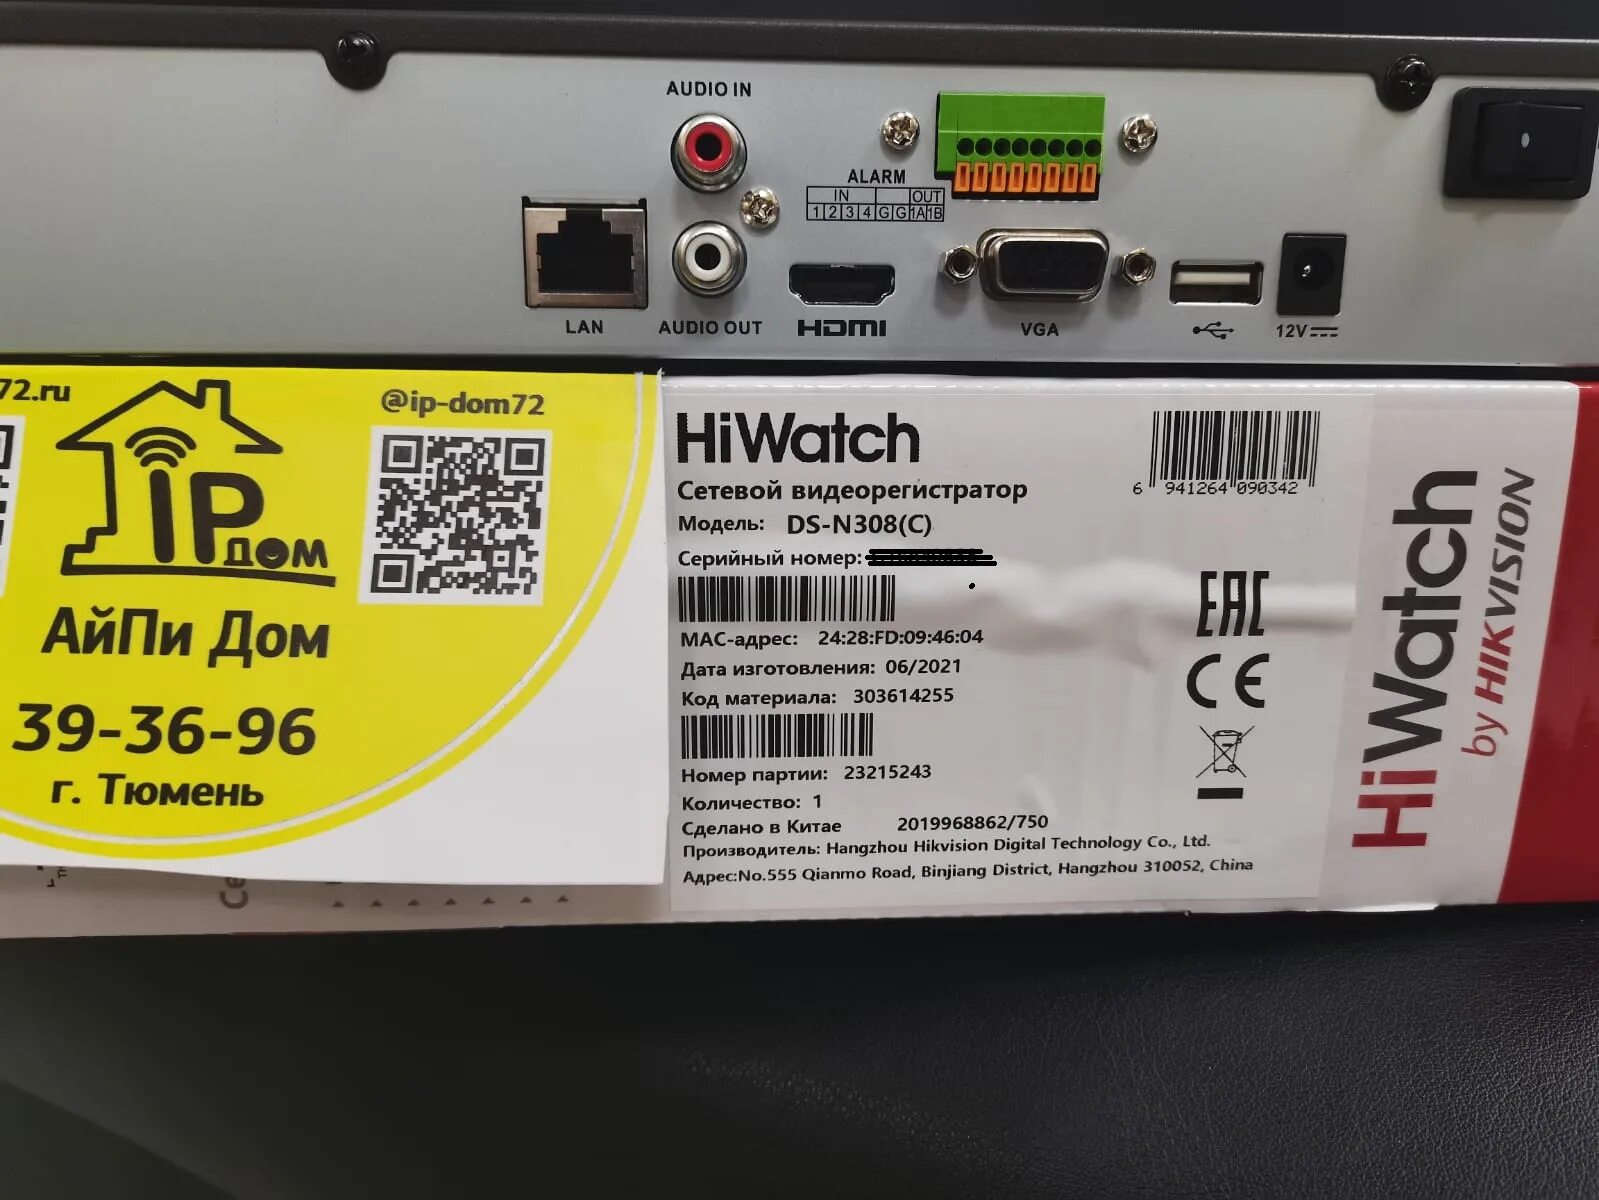 AUDIO IN
ALARM
IN OUT
1 2 3 4 G G 1A 1B
LAN
AUDIO OUT
HDMI
VGA
12V
72.ru
@ip-dom72
IP
ДОМ
АйПи Дом
39-36-96
г. Тюмень
HiWatch
Сетевой видеорегистратор
Модель: DS-N308(C)
Серийный номер:
MAC-адрес: 24:28:FD:09:46:04
Дата изготовления: 06/2021
Код материала: 303614255
Номер партии: 23215243
Количество: 1
Сделано в Китае 2019968862/750
Производитель: Hangzhou Hikvision Digital Technology Co., Ltd.
Адрес:No.555 Qianmo Road, Binjiang District, Hangzhou 310052, China
6 941264 090342
EAC
CE
HiWatch
by HIKVISION